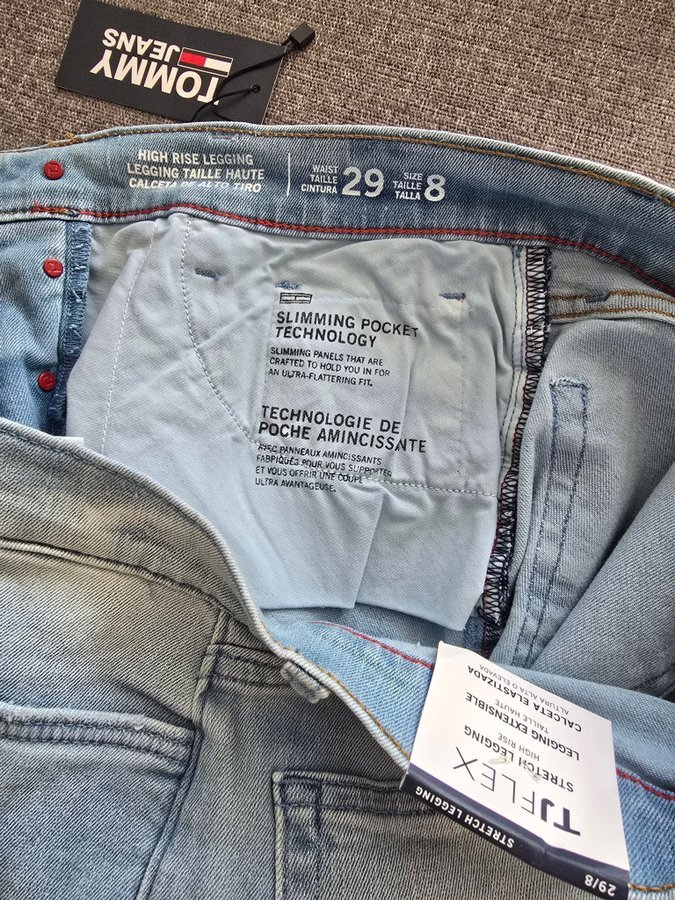 TOMMY
JEANS
HIGH RISE LEGGING
LEGGING TAILLE HAUTE
CALCETA DE ALTO TIRO
WAIST
TAILLE
CINTURA
29
SIZE
TAILLE
TALLA
8
SLIMMING POCKET
TECHNOLOGY
SLIMMING PANELS THAT ARE
CRAFTED TO HOLD YOU IN FOR
AN ULTRA-FLATTERING FIT.
TECHNOLOGIE DE
POCHE AMINCISSANTE
AVEC PANNEAUX AMINCISSANTS
FABRIQUÉS POUR VOUS SUPPORTER
ET VOUS OFFRIR UNE COUPE
ULTRA AVANTAGEUSE.
TJFLEX
HIGH RISE
STRETCH LEGGING
TAILLE HAUTE
LEGGING EXTENSIBLE
ALTURA ALTA O ELEVADA
CALCETA ELASTIZADA
STRETCH LEGGING
29/8